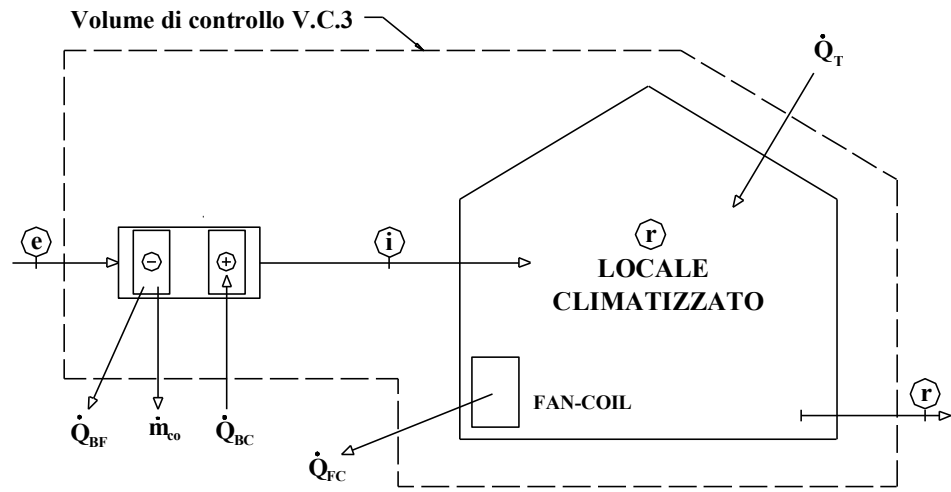 Volume di controllo V.C.3
Q̇T
e
i
r
LOCALE
CLIMATIZZATO
−
+
FAN-COIL
r
Q̇BF
ṁco
Q̇BC
Q̇FC